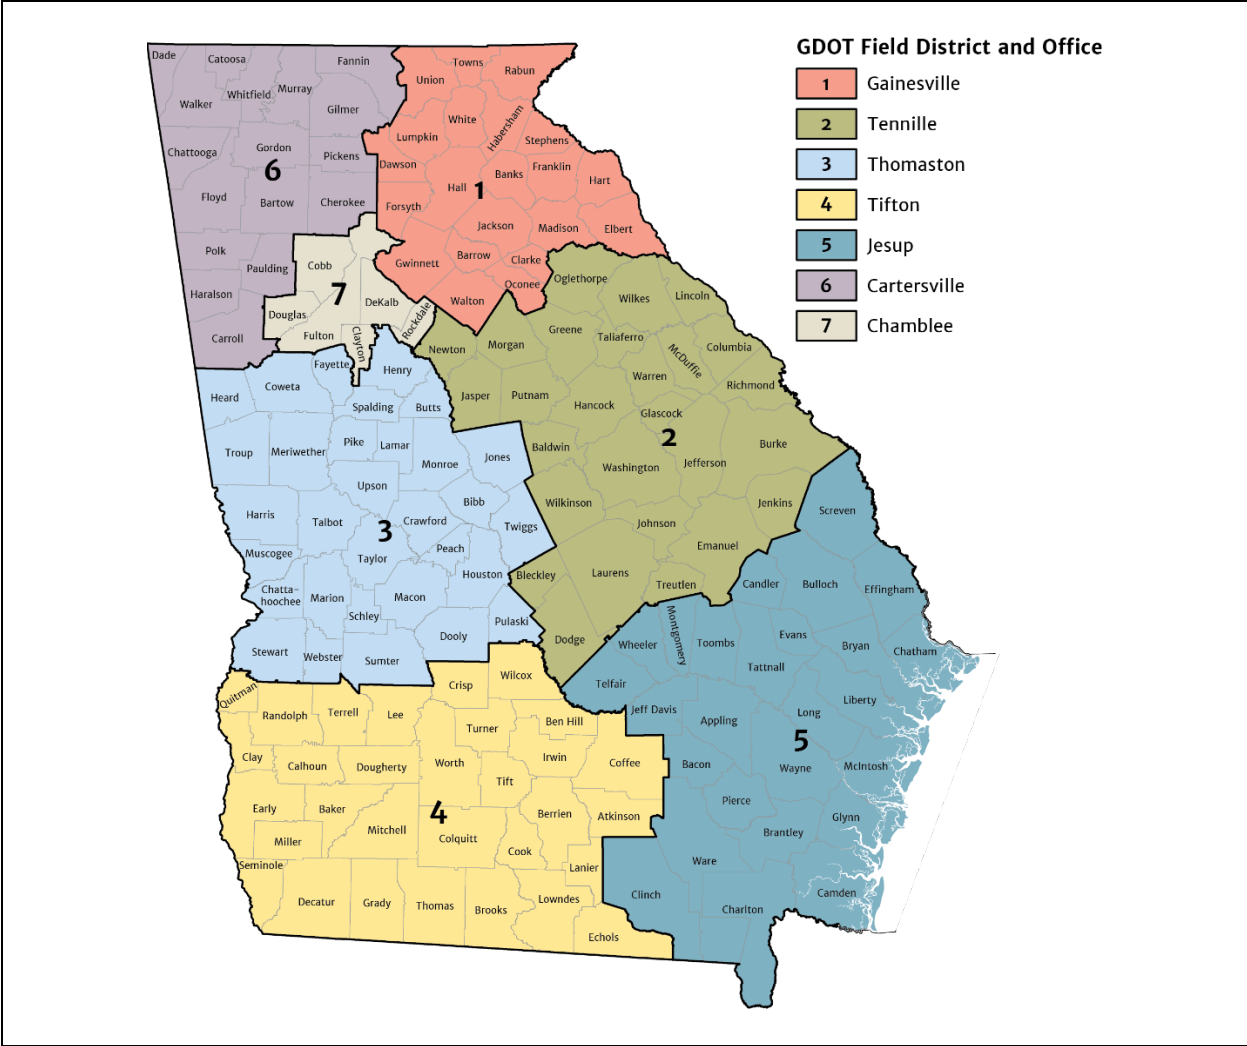 GDOT Field District and Office
1 Gainesville
2 Tennille
3 Thomaston
4 Tifton
5 Jesup
6 Cartersville
7 Chamblee
Dade
Catoosa
Fannin
Walker
Whitfield
Murray
Gilmer
Chattooga
Gordon
Pickens
6
Floyd
Bartow
Cherokee
Polk
Paulding
Haralson
Carroll
Union
Towns
Rabun
White
Habersham
Lumpkin
Stephens
Dawson
Banks
Franklin
Hall
1
Hart
Forsyth
Jackson
Madison
Elbert
Gwinnett
Barrow
Clarke
Oconee
Walton
Cobb
7
DeKalb
Douglas
Fulton
Clayton
Rockdale
Oglethorpe
Wilkes
Lincoln
Greene
Taliaferro
Columbia
Newton
Morgan
McDuffie
Warren
Richmond
Jasper
Putnam
Hancock
Glascock
2
Baldwin
Washington
Jefferson
Burke
Wilkinson
Jenkins
Johnson
Emanuel
Bleckley
Laurens
Treutlen
Dodge
Heard
Coweta
Fayette
Henry
Spalding
Butts
Troup
Meriwether
Pike
Lamar
Monroe
Jones
Upson
Bibb
Harris
Talbot
3
Crawford
Twiggs
Muscogee
Taylor
Peach
Houston
Chatta-
hoochee
Marion
Macon
Schley
Pulaski
Dooly
Stewart
Webster
Sumter
Quitman
Randolph
Terrell
Lee
Crisp
Wilcox
Turner
Ben Hill
Clay
Calhoun
Dougherty
Worth
Irwin
Coffee
Tift
Early
Baker
4
Berrien
Atkinson
Miller
Mitchell
Colquitt
Cook
Seminole
Lanier
Decatur
Grady
Thomas
Brooks
Lowndes
Echols
Screven
Candler
Bulloch
Effingham
Montgomery
Wheeler
Toombs
Evans
Bryan
Chatham
Tattnall
Telfair
Jeff Davis
Appling
Long
Liberty
5
Bacon
Wayne
McIntosh
Pierce
Glynn
Brantley
Ware
Clinch
Camden
Charlton